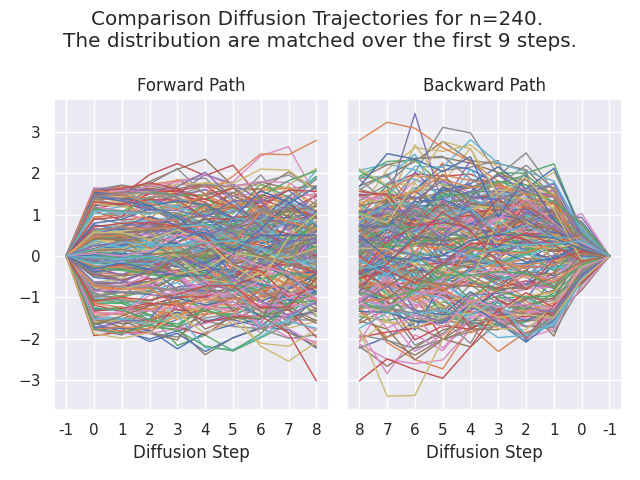 Comparison Diffusion Trajectories for n=240.
The distribution are matched over the first 9 steps.
Forward Path
Backward Path
3
2
1
0
−1
−2
−3
-1 0 1 2 3 4 5 6 7 8
8 7 6 5 4 3 2 1 0 -1
Diffusion Step
Diffusion Step